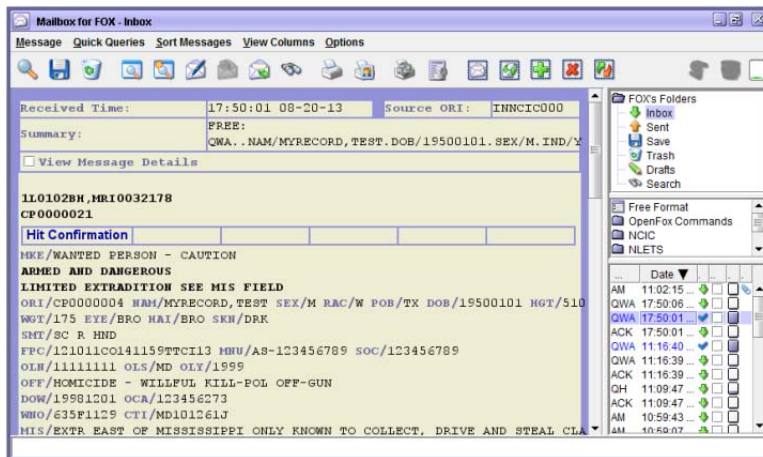 Mailbox for FOX - Inbox
Message Quick Queries Sort Messages View Columns Options
Received Time: 17:50:01 08-20-13 Source ORI: INNCIC000
Summary: FREE:
QWA..NAM/MYRECORD,TEST.DOB/19500101.SEX/M.IND/Y
View Message Details
1L0102BH,MRI0032178
CP0000021
Hit Confirmation
MKE/WANTED PERSON - CAUTION
ARMED AND DANGEROUS
LIMITED EXTRADITION SEE MIS FIELD
ORI/CP0000004 NAM/MYRECORD,TEST SEX/M RAC/W POB/TX DOB/19500101 HGT/510
WGT/175 EYE/BRO HAI/BRO SKN/DRK
SMT/SC R HND
FPC/121011CO141159TTCI13 MNU/AS-123456789 SOC/123456789
OLN/11111111 OLS/MD OLY/1999
OFF/HOMICIDE - WILLFUL KILL-POL OFF-GUN
DOW/19981201 OCA/123456273
WNO/635F1129 CTI/MD101261J
MIS/EXTR EAST OF MISSISSIPPI ONLY KNOWN TO COLLECT, DRIVE AND STEAL CLA
FOX's Folders
Inbox
Sent
Save
Trash
Drafts
Search
Free Format
OpenFox Commands
NCIC
NLETS
... Date
AM 11:02:15 ...
QWA 17:50:06 ...
QWA 17:50:01 ...
ACK 17:50:01 ...
QWA 11:16:40 ...
QWA 11:16:39 ...
ACK 11:16:39 ...
QH 11:09:47 ...
ACK 11:09:47 ...
AM 10:59:43 ...
AM 10:59:07 ...